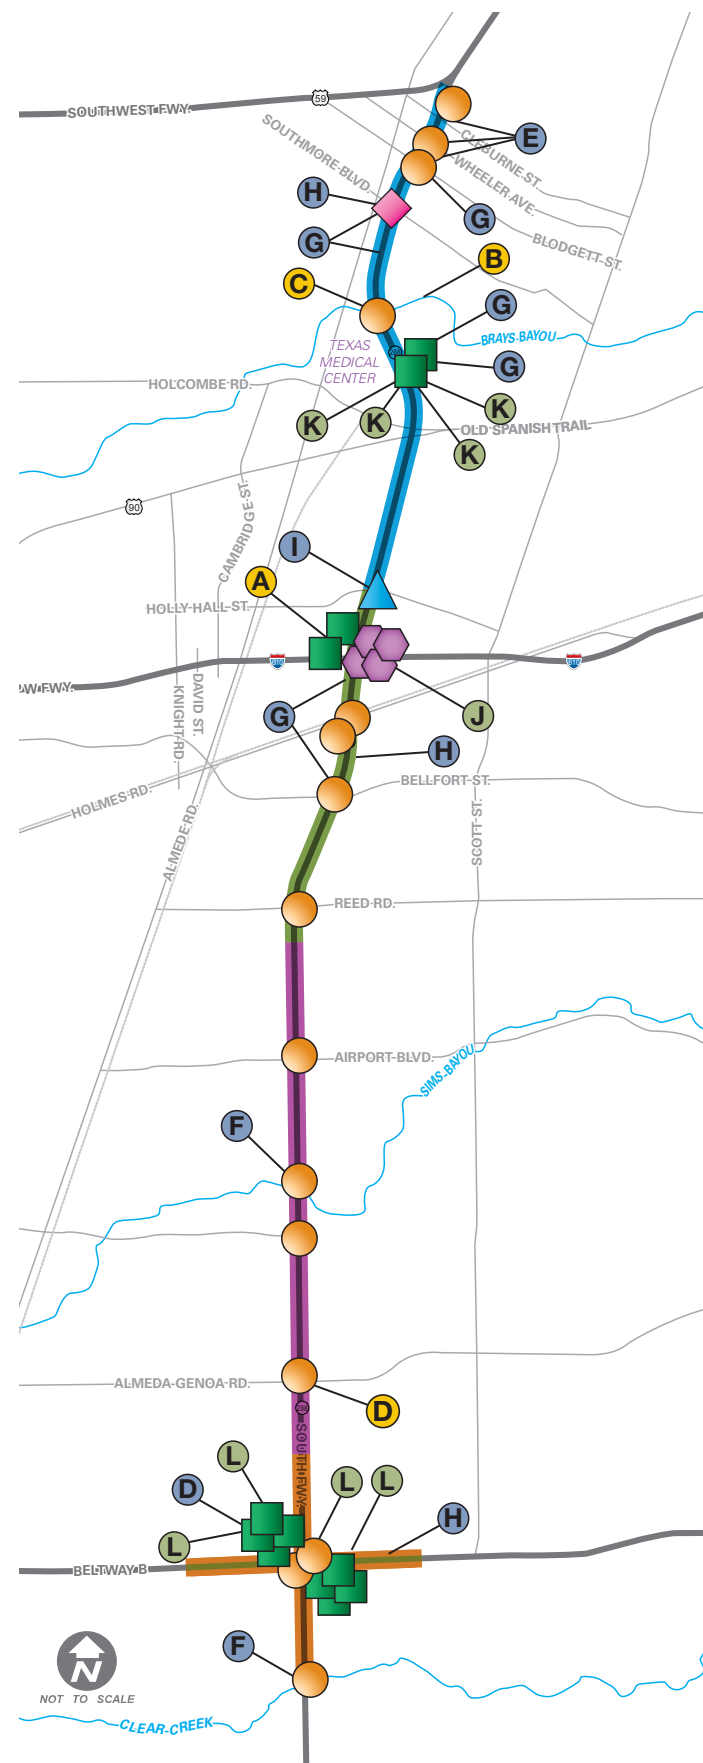 59
SOUTHWEST FWY.
E
CLEBURNE ST.
SOUTHMORE BLVD.
WHEELER AVE.
H
G
BLODGETT ST.
G
B
C
G
BRAYS BAYOU
TEXAS
MEDICAL
CENTER
288
G
HOLCOMBE RD.
K
K
K
OLD SPANISH TRAIL
K
90
CAMBRIDGE ST.
I
A
HOLLY HALL ST.
610
610
W FWY.
KNIGHT RD.
DAVID ST.
G
J
H
BELLFORT ST.
HOLMES RD.
ALMEDE RD.
SCOTT ST.
REED RD.
AIRPORT BLVD.
SIMS BAYOU
F
ALMEDA-GENOA RD.
D
288
SOUTH FWY.
L
L
L
D
H
L
BELTWAY 8
F
N
NOT TO SCALE
CLEAR CREEK